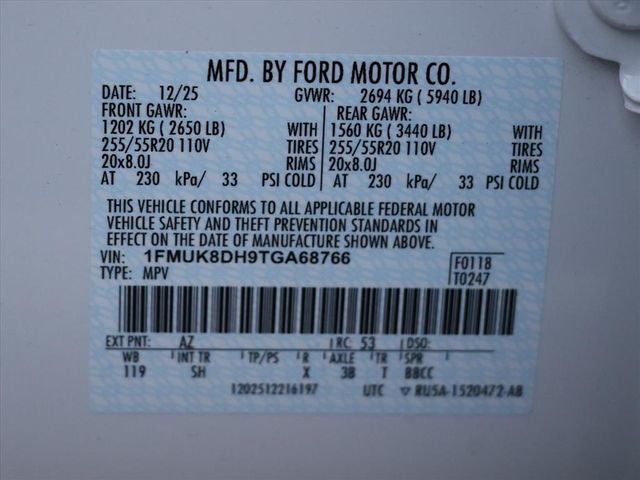 MFD. BY FORD MOTOR CO.
DATE: 12/25 GVWR: 2694 KG ( 5940 LB)
FRONT GAWR: REAR GAWR:
1202 KG ( 2650 LB) WITH 1560 KG ( 3440 LB) WITH
255/55R20 110V TIRES 255/55R20 110V TIRES
20x8.0J RIMS 20x8.0J RIMS
AT 230 kPa/ 33 PSI COLD AT 230 kPa/ 33 PSI COLD
THIS VEHICLE CONFORMS TO ALL APPLICABLE FEDERAL MOTOR
VEHICLE SAFETY AND THEFT PREVENTION STANDARDS IN
EFFECT ON THE DATE OF MANUFACTURE SHOWN ABOVE.
VIN: 1FMUK8DH9TGA68766 F0118
TYPE: MPV T0247
EXT PNT: AZ RC: 53 DSO:
WB INT TR TP/PS R AXLE TR SPR
119 SH X 3B T BBCC
1202512216197 UTC RU5A-1520472-AB